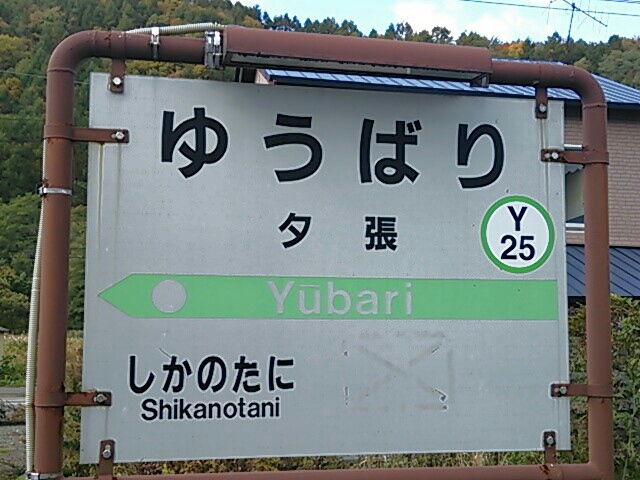 ゆうばり
夕張
Y
25
Yūbari
しかのたに
Shikanotani